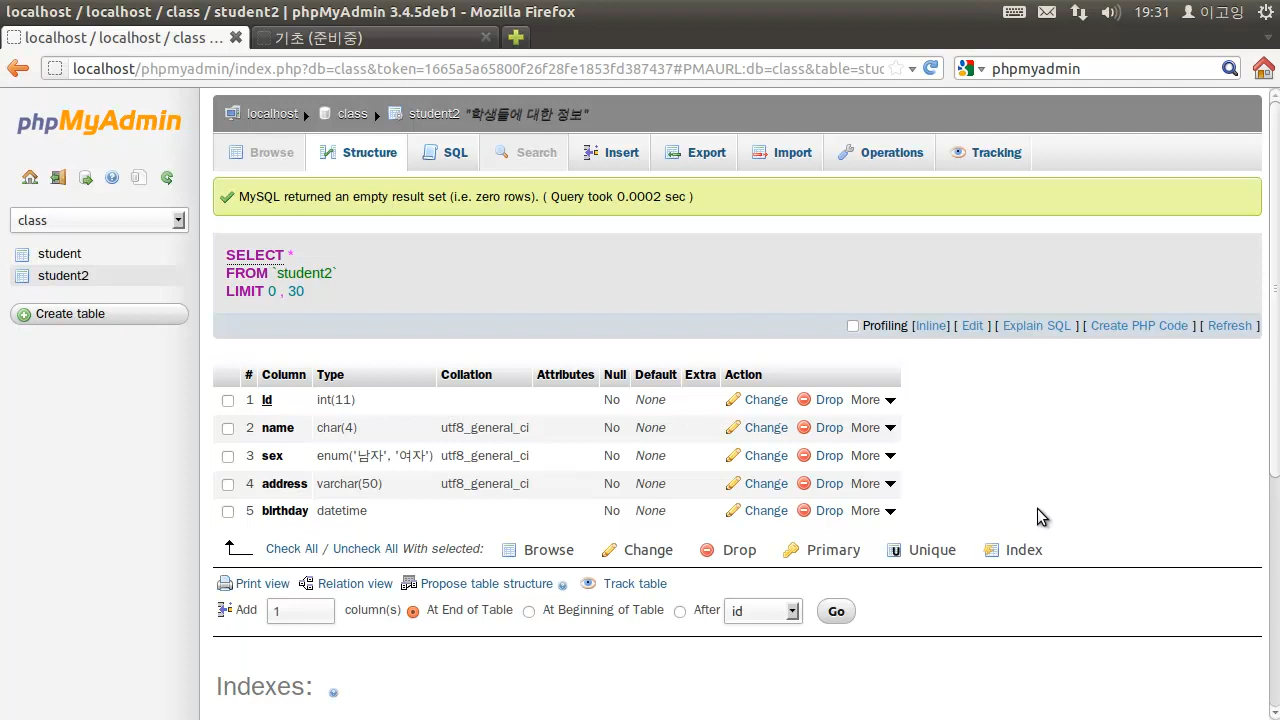 localhost / localhost / class / student2 | phpMyAdmin 3.4.5deb1 - Mozilla Firefox
19:31 이고잉
localhost / localhost / class ...
기초 (준비중)
localhost/phpmyadmin/index.php?db=class&token=1665a5a65800f26f28fe1853fd387437#PMAURL:db=class&table=stuc
phpmyadmin
phpMyAdmin
class
student
student2
Create table
localhost ▸ class ▸ student2 "학생들에 대한 정보"
Browse Structure SQL Search Insert Export Import Operations Tracking
MySQL returned an empty result set (i.e. zero rows). ( Query took 0.0002 sec )
SELECT *
FROM `student2`
LIMIT 0 , 30
Profiling [Inline] [ Edit ] [ Explain SQL ] [ Create PHP Code ] [ Refresh ]
# Column Type Collation Attributes Null Default Extra Action
1 id int(11) No None Change Drop More
2 name char(4) utf8_general_ci No None Change Drop More
3 sex enum('남자', '여자') utf8_general_ci No None Change Drop More
4 address varchar(50) utf8_general_ci No None Change Drop More
5 birthday datetime No None Change Drop More
Check All / Uncheck All With selected: Browse Change Drop Primary Unique Index
Print view Relation view Propose table structure Track table
Add 1 column(s) At End of Table At Beginning of Table After id Go
Indexes: